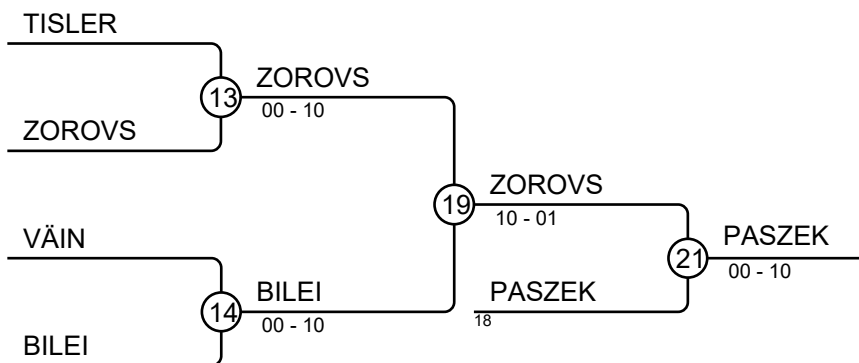 TISLER
13
ZOROVS
00 - 10
ZOROVS
19
ZOROVS
10 - 01
VÄIN
14
BILEI
00 - 10
BILEI
PASZEK
18
21
PASZEK
00 - 10